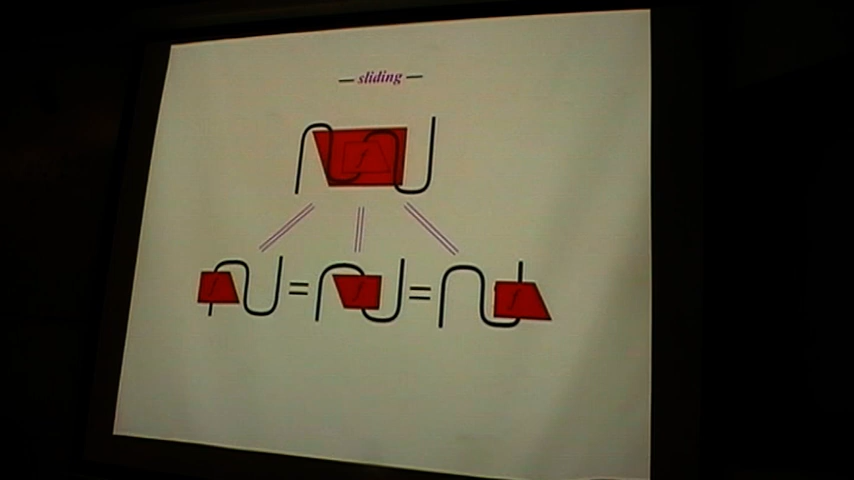 — sliding —
f
= =
f f